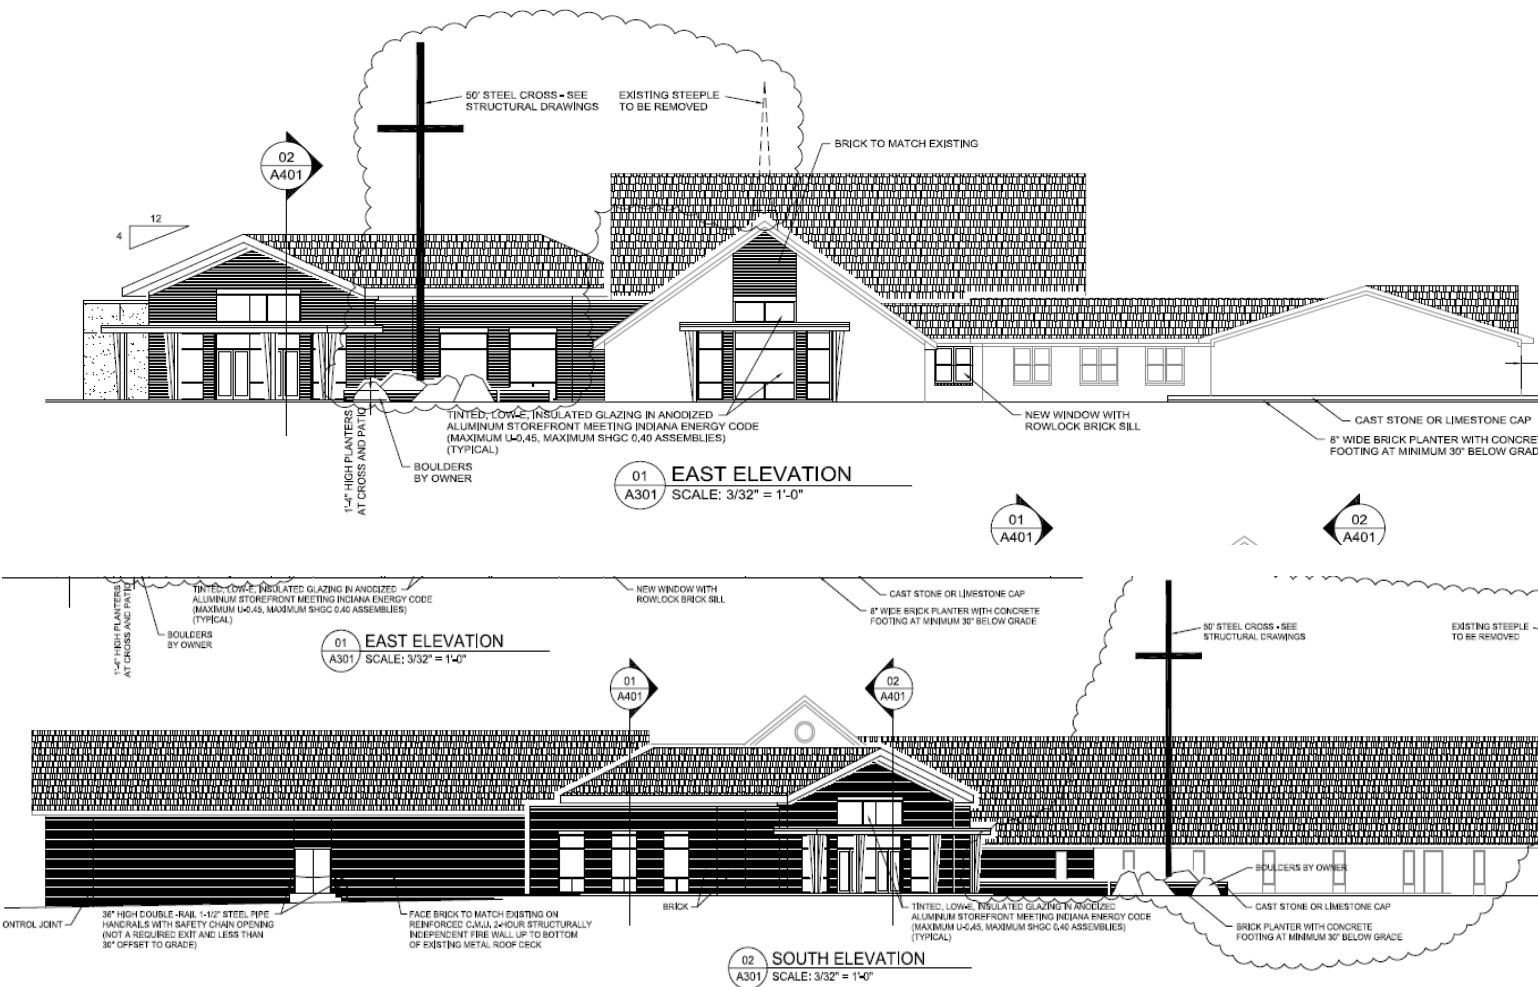 50' STEEL CROSS - SEE
STRUCTURAL DRAWINGS
EXISTING STEEPLE
TO BE REMOVED
BRICK TO MATCH EXISTING
02
A401
12
4
TINTED, LOW-E, INSULATED GLAZING IN ANODIZED
ALUMINUM STOREFRONT MEETING INDIANA ENERGY CODE
(MAXIMUM U-0.45, MAXIMUM SHGC 0.40 ASSEMBLIES)
(TYPICAL)
NEW WINDOW WITH
ROWLOCK BRICK SILL
CAST STONE OR LIMESTONE CAP
8" WIDE BRICK PLANTER WITH CONCRE
FOOTING AT MINIMUM 30" BELOW GRAD
BOULDERS
BY OWNER
1'-4" HIGH PLANTERS
AT CROSS AND PATIO
01
A301
EAST ELEVATION
SCALE: 3/32" = 1'-0"
01
A401
02
A401
TINTED, LOW-E, INSULATED GLAZING IN ANODIZED
ALUMINUM STOREFRONT MEETING INDIANA ENERGY CODE
(MAXIMUM U-0.45, MAXIMUM SHGC 0.40 ASSEMBLIES)
(TYPICAL)
NEW WINDOW WITH
ROWLOCK BRICK SILL
CAST STONE OR LIMESTONE CAP
8" WIDE BRICK PLANTER WITH CONCRETE
FOOTING AT MINIMUM 30" BELOW GRADE
BOULDERS
BY OWNER
1'-4" HIGH PLANTERS
AT CROSS AND PATIO
01
A301
EAST ELEVATION
SCALE: 3/32" = 1'-0"
50' STEEL CROSS - SEE
STRUCTURAL DRAWINGS
EXISTING STEEPLE
TO BE REMOVED
01
A401
02
A401
BOULDERS BY OWNER
ONTROL JOINT
36" HIGH DOUBLE-RAIL 1-1/2" STEEL PIPE
HANDRAILS WITH SAFETY CHAIN OPENING
(NOT A REQUIRED EXIT AND LESS THAN
30" OFFSET TO GRADE)
FACE BRICK TO MATCH EXISTING ON
REINFORCED C.M.U. 2-HOUR STRUCTURALLY
INDEPENDENT FIRE WALL UP TO BOTTOM
OF EXISTING METAL ROOF DECK
BRICK
TINTED, LOW-E, INSULATED GLAZING IN ANODIZED
ALUMINUM STOREFRONT MEETING INDIANA ENERGY CODE
(MAXIMUM U-0.45, MAXIMUM SHGC 0.40 ASSEMBLIES)
(TYPICAL)
CAST STONE OR LIMESTONE CAP
BRICK PLANTER WITH CONCRETE
FOOTING AT MINIMUM 30" BELOW GRADE
02
A301
SOUTH ELEVATION
SCALE: 3/32" = 1'-0"